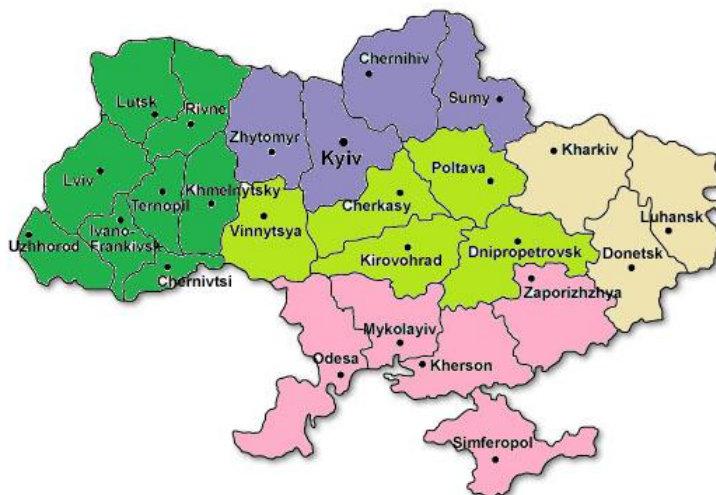 Chernihiv
Sumy
Lutsk
Rivne
Zhytomyr
Kyiv
Kharkiv
Lviv
Poltava
Khmelnytsky
Ternopil
Cherkasy
Luhansk
Uzhhorod
Ivano-
Frankivsk
Vinnytsya
Kirovohrad
Dnipropetrovsk
Donetsk
Chernivtsi
Zaporizhzhya
Mykolayiv
Odesa
Kherson
Simferopol